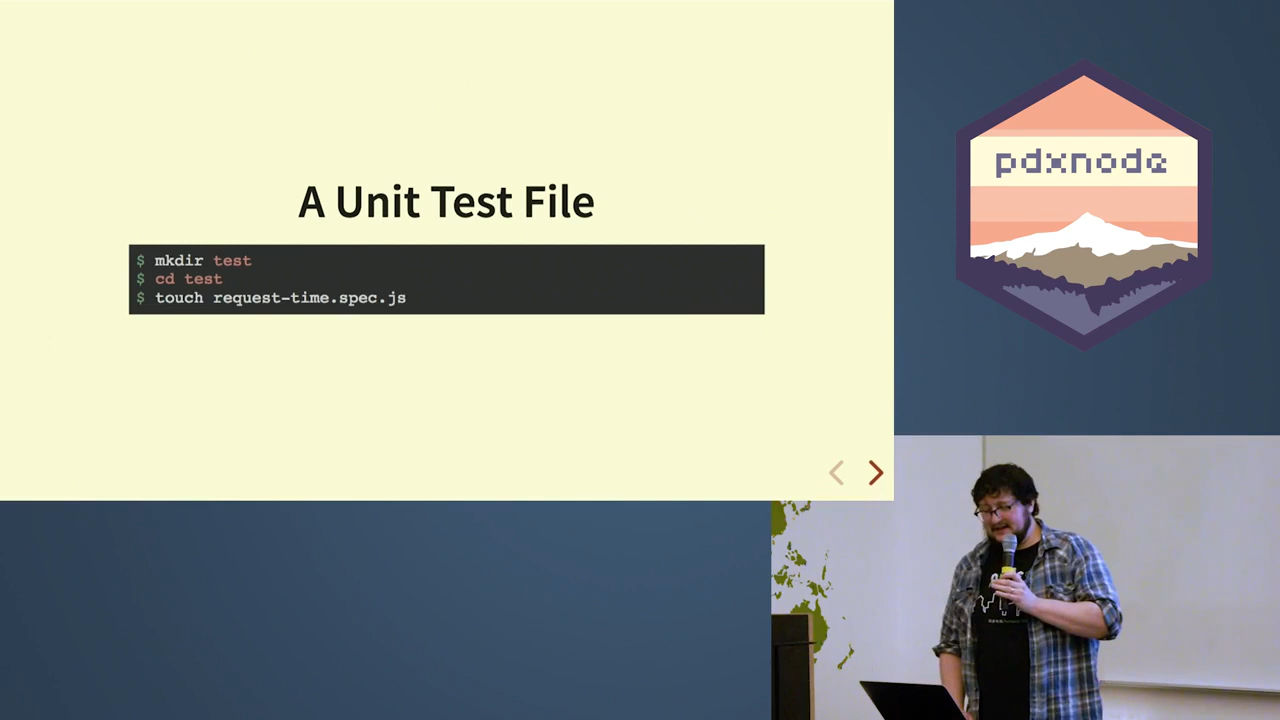 A Unit Test File
$ mkdir test
$ cd test
$ touch request-time.spec.js
pdxnode